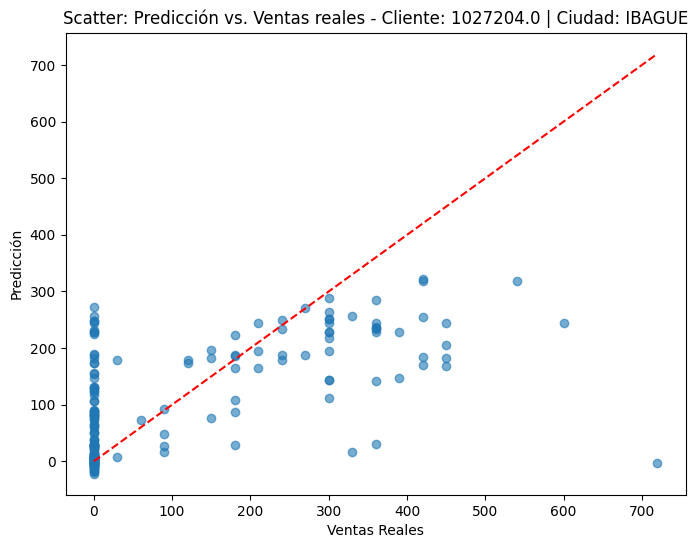 Scatter: Predicción vs. Ventas reales - Cliente: 1027204.0 | Ciudad: IBAGUE
700
600
500
400
300
200
100
0
Predicción
0 100 200 300 400 500 600 700
Ventas Reales